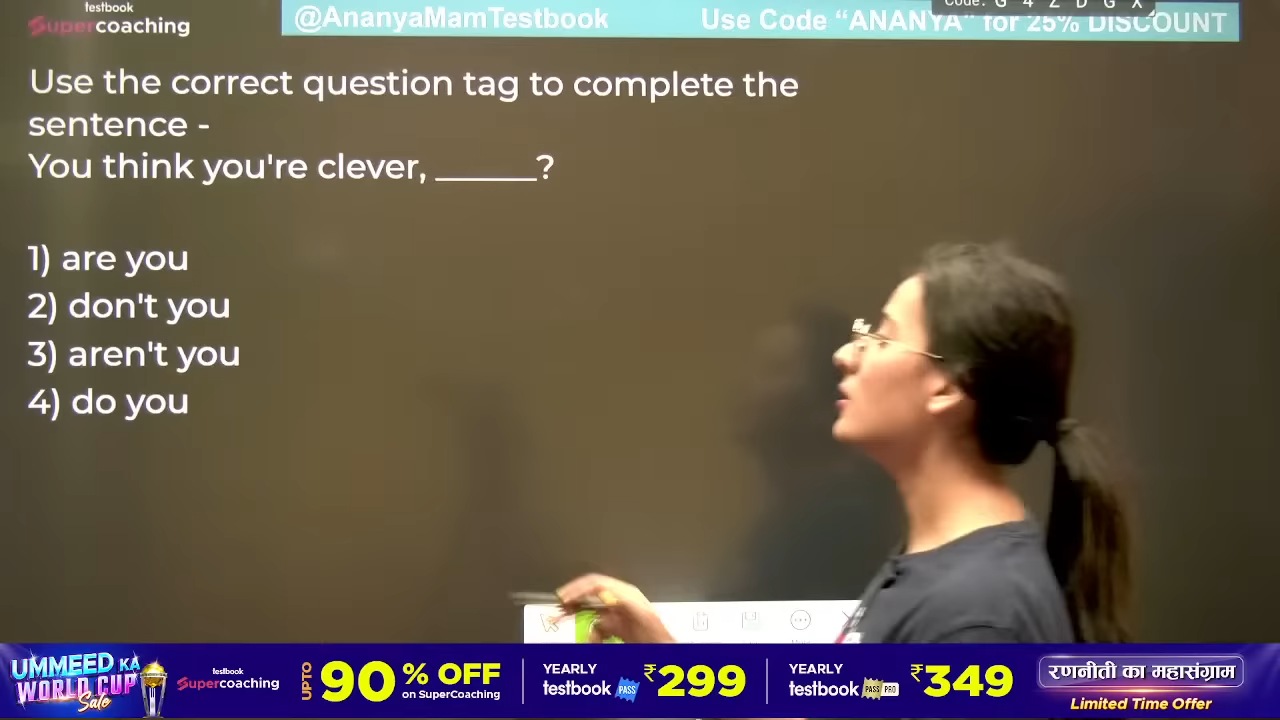 testbook
Supercoaching
@AnanyaMamTestbook
Use Code “ANANYA” for 25% DISCOUNT
Code: G 4 Z D G X
Use the correct question tag to complete the
sentence -
You think you're clever, ______?
1) are you
2) don't you
3) aren't you
4) do you
UMMEED KA
WORLD CUP
Sale
testbook
Supercoaching
UPTO
90% OFF
on SuperCoaching
YEARLY
testbook PASS
₹299
YEARLY
testbook PASS PRO
₹349
रणनीती का महासंग्राम
Limited Time Offer